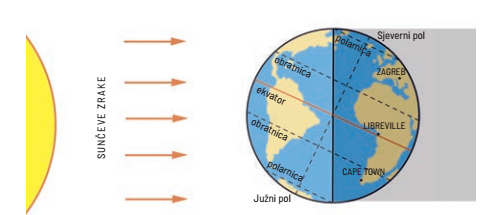 SUNČEVE ZRAKE
Sjeverni pol
polarnica
obratnica
ZAGREB
ekvator
LIBREVILLE
obratnica
polarnica
CAPE TOWN
Južni pol